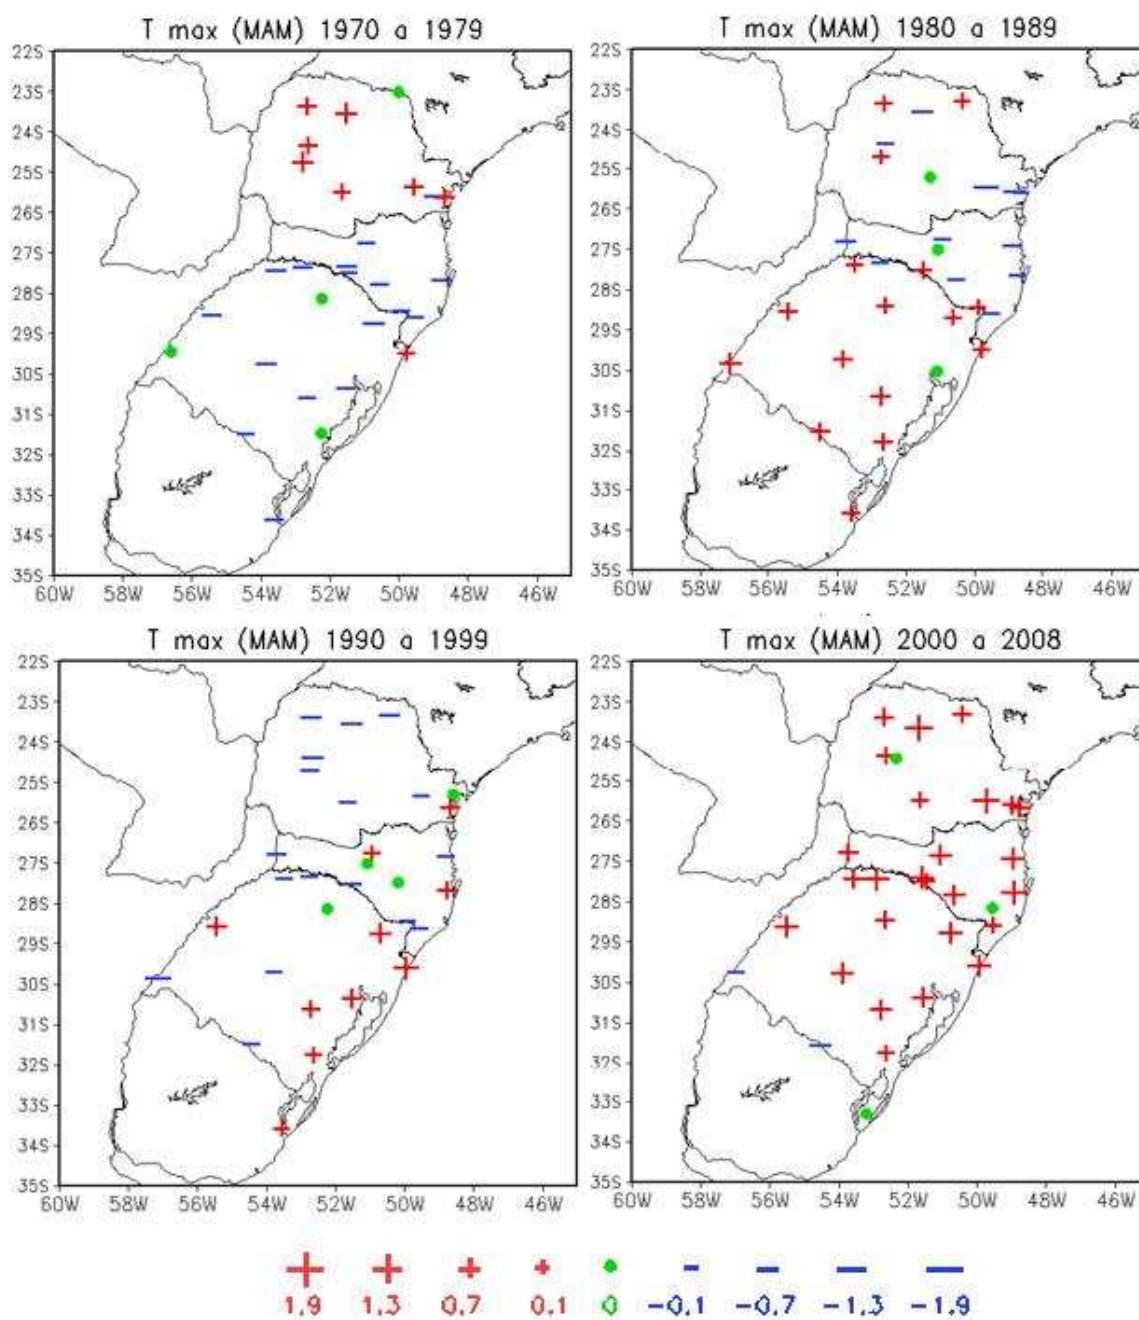 T max (MAM) 1970 a 1979
T max (MAM) 1980 a 1989
22S
23S
24S
25S
26S
27S
28S
29S
30S
31S
32S
33S
34S
35S
60W 58W 56W 54W 52W 50W 48W 46W
22S
23S
24S
25S
26S
27S
28S
29S
30S
31S
32S
33S
34S
35S
60W 58W 56W 54W 52W 50W 48W 46W
T max (MAM) 1990 a 1999
T max (MAM) 2000 a 2008
22S
23S
24S
25S
26S
27S
28S
29S
30S
31S
32S
33S
34S
35S
60W 58W 56W 54W 52W 50W 48W 46W
22S
23S
24S
25S
26S
27S
28S
29S
30S
31S
32S
33S
34S
35S
60W 58W 56W 54W 52W 50W 48W 46W
1.9 1.3 0.7 0.1 0 -0.1 -0.7 -1.3 -1.9